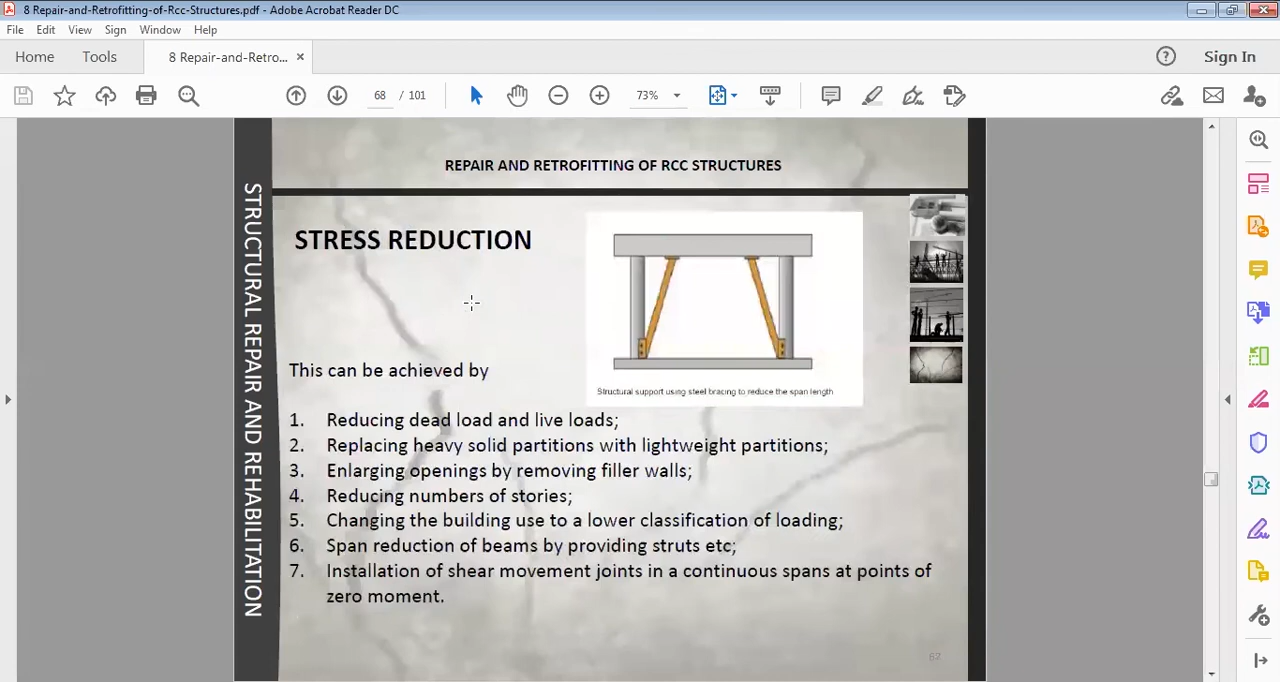 8 Repair-and-Retrofitting-of-Rcc-Structures.pdf - Adobe Acrobat Reader DC
File Edit View Sign Window Help
Home Tools 8 Repair-and-Retro... × Sign In
68 / 101 73%
REPAIR AND RETROFITTING OF RCC STRUCTURES
STRUCTURAL REPAIR AND REHABILITATION
STRESS REDUCTION
Structural support using steel bracing to reduce the span length
This can be achieved by
1. Reducing dead load and live loads;
2. Replacing heavy solid partitions with lightweight partitions;
3. Enlarging openings by removing filler walls;
4. Reducing numbers of stories;
5. Changing the building use to a lower classification of loading;
6. Span reduction of beams by providing struts etc;
7. Installation of shear movement joints in a continuous spans at points of
zero moment.